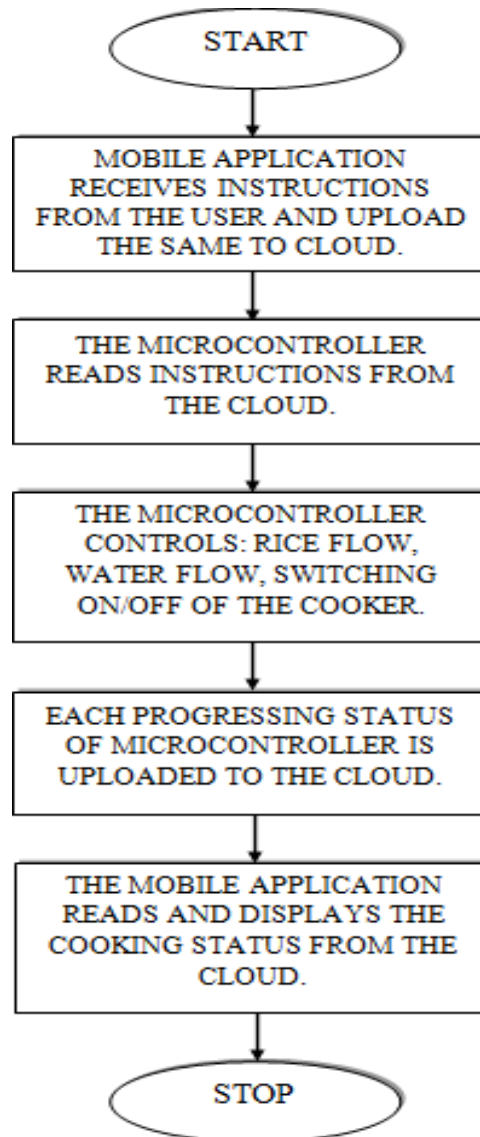 START
MOBILE APPLICATION
RECEIVES INSTRUCTIONS
FROM THE USER AND UPLOAD
THE SAME TO CLOUD.
THE MICROCONTROLLER
READS INSTRUCTIONS FROM
THE CLOUD.
THE MICROCONTROLLER
CONTROLS: RICE FLOW,
WATER FLOW, SWITCHING
ON/OFF OF THE COOKER.
EACH PROGRESSING STATUS
OF MICROCONTROLLER IS
UPLOADED TO THE CLOUD.
THE MOBILE APPLICATION
READS AND DISPLAYS THE
COOKING STATUS FROM THE
CLOUD.
STOP